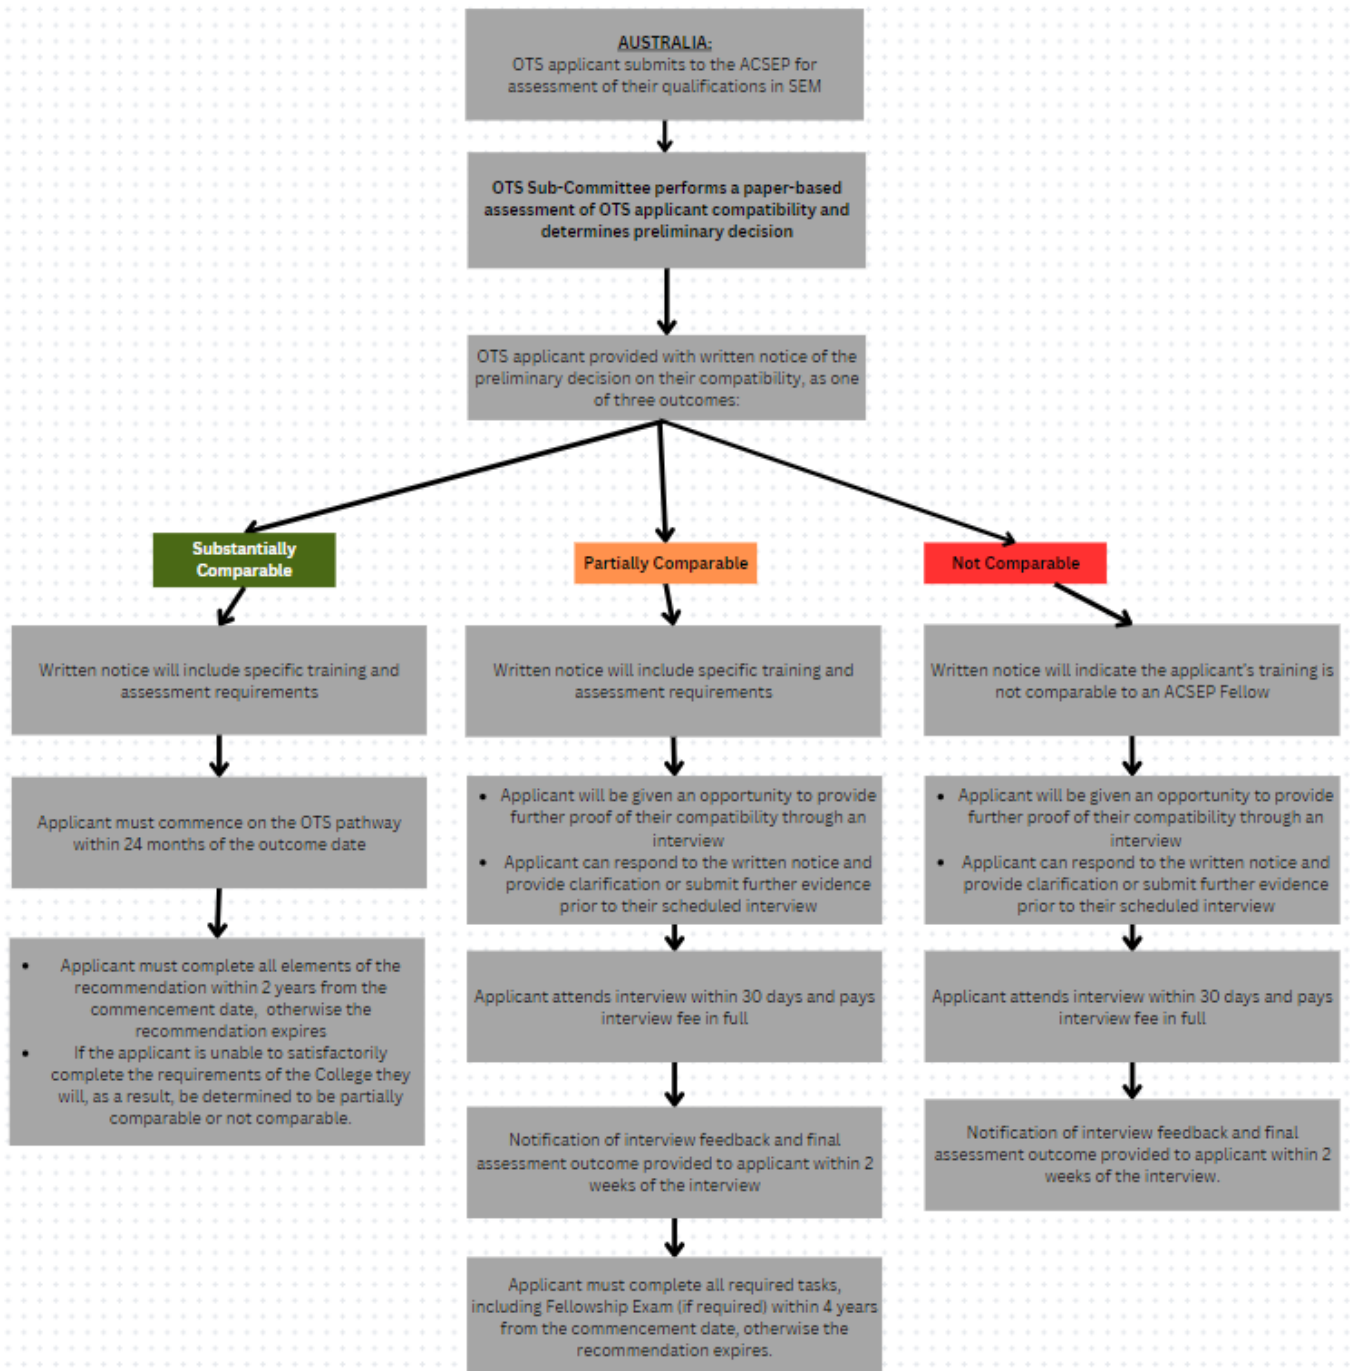 AUSTRALIA:
OTS applicant submits to the ACSEP for
assessment of their qualifications in SEM
OTS Sub-Committee performs a paper-based
assessment of OTS applicant compatibility and
determines preliminary decision
OTS applicant provided with written notice of the
preliminary decision on their compatibility, as one
of three outcomes:
Substantially
Comparable
Written notice will include specific training and
assessment requirements
Applicant must commence on the OTS pathway
within 24 months of the outcome date
• Applicant must complete all elements of the
recommendation within 2 years from the
commencement date, otherwise the
recommendation expires
• If the applicant is unable to satisfactorily
complete the requirements of the College they
will, as a result, be determined to be partially
comparable or not comparable.
Partially Comparable
Written notice will include specific training and
assessment requirements
• Applicant will be given an opportunity to provide
further proof of their compatibility through an
interview
• Applicant can respond to the written notice and
provide clarification or submit further evidence
prior to their scheduled interview
Applicant attends interview within 30 days and pays
interview fee in full
Notification of interview feedback and final
assessment outcome provided to applicant within 2
weeks of the interview
Applicant must complete all required tasks,
including Fellowship Exam (if required) within 4 years
from the commencement date, otherwise the
recommendation expires.
Not Comparable
Written notice will indicate the applicant's training is
not comparable to an ACSEP Fellow
• Applicant will be given an opportunity to provide
further proof of their compatibility through an
interview
• Applicant can respond to the written notice and
provide clarification or submit further evidence
prior to their scheduled interview
Applicant attends interview within 30 days and pays
interview fee in full
Notification of interview feedback and final
assessment outcome provided to applicant within 2
weeks of the interview.